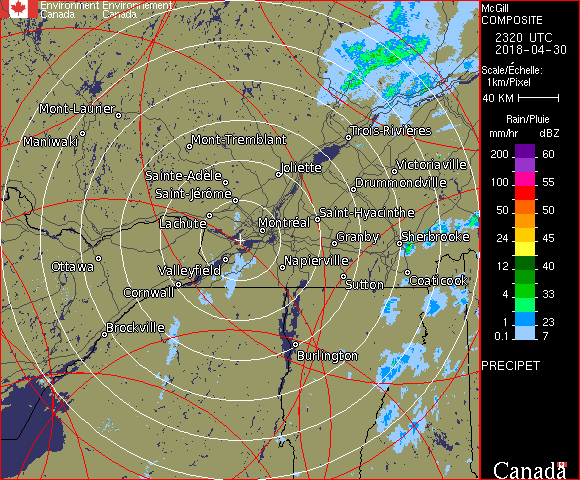 Environment Environnement
Canada Canada
McGill
COMPOSITE
2320 UTC
2018-04-30
Scale/Échelle:
1km/Pixel
40 KM
Rain/Pluie
mm/hr dBZ
200 60
100 55
50 50
24 45
12 40
4 33
1 23
0.1 7
PRECIPET
Canada
Mont-Laurier
Maniwaki
Mont-Tremblant
Trois-Rivières
Sainte-Adèle
Joliette
Victoriaville
Saint-Jérôme
Drummondville
Lachute
Montréal
Saint-Hyacinthe
Granby
Sherbrooke
Ottawa
Valleyfield
Napierville
Cornwall
Sutton
Coaticook
Brockville
Burlington